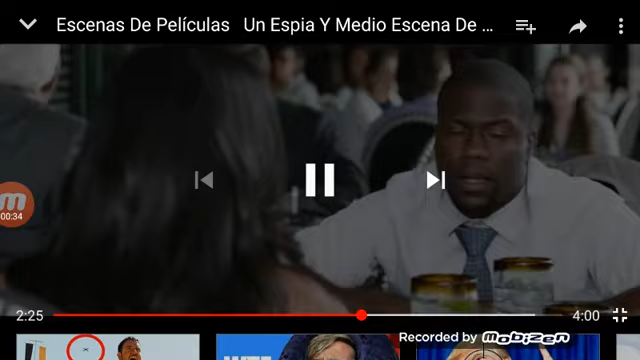 Escenas De Películas   Un Espia Y Medio Escena De ...
m
00:34
2:25
4:00
Recorded by mobizen